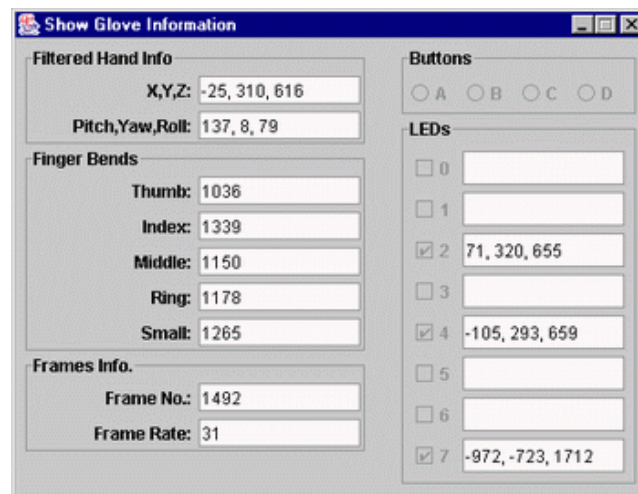 Show Glove Information
Filtered Hand Info
X,Y,Z: -25, 310, 616
Pitch,Yaw,Roll: 137, 8, 79
Finger Bends
Thumb: 1036
Index: 1339
Middle: 1150
Ring: 1178
Small: 1265
Frames Info.
Frame No.: 1492
Frame Rate: 31
Buttons
A B C D
LEDs
0
1
2 71, 320, 655
3
4 -105, 293, 659
5
6
7 -972, -723, 1712